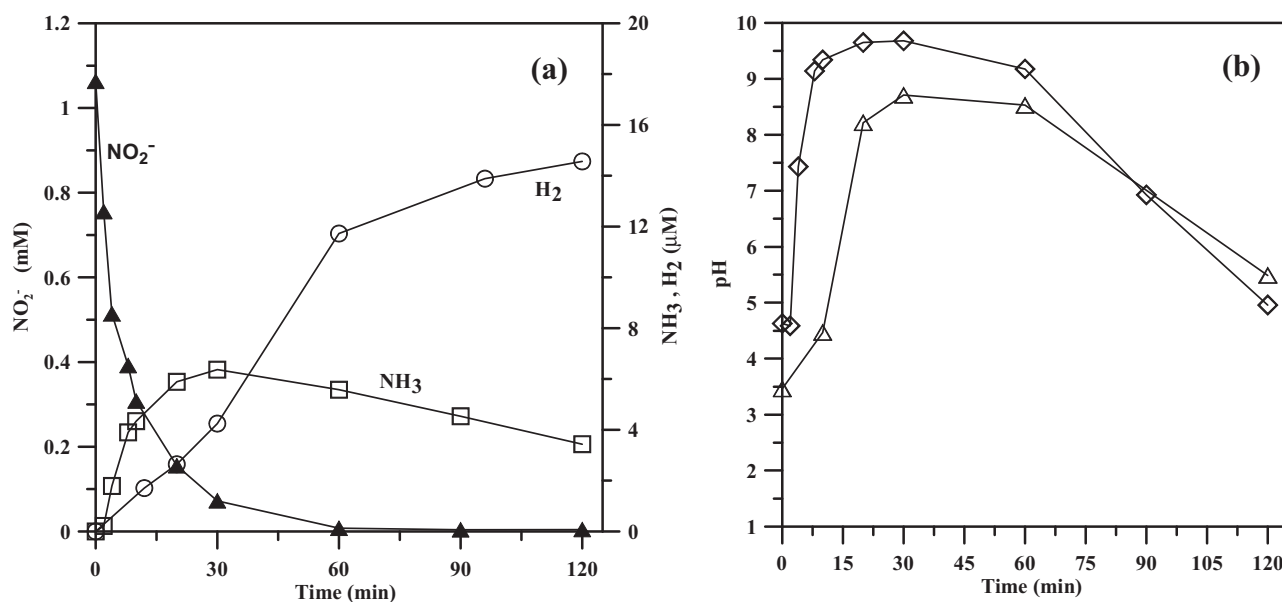 (a)
NO₂⁻
H₂
NH₃
1.2
1
0.8
0.6
0.4
0.2
0
NO₂⁻ (mM)
20
16
12
8
4
0
NH₃ , H₂ (μM)
0 30 60 90 120
Time (min)
(b)
10
9
8
7
6
5
4
3
2
1
pH
0 15 30 45 60 75 90 105 120
Time (min)